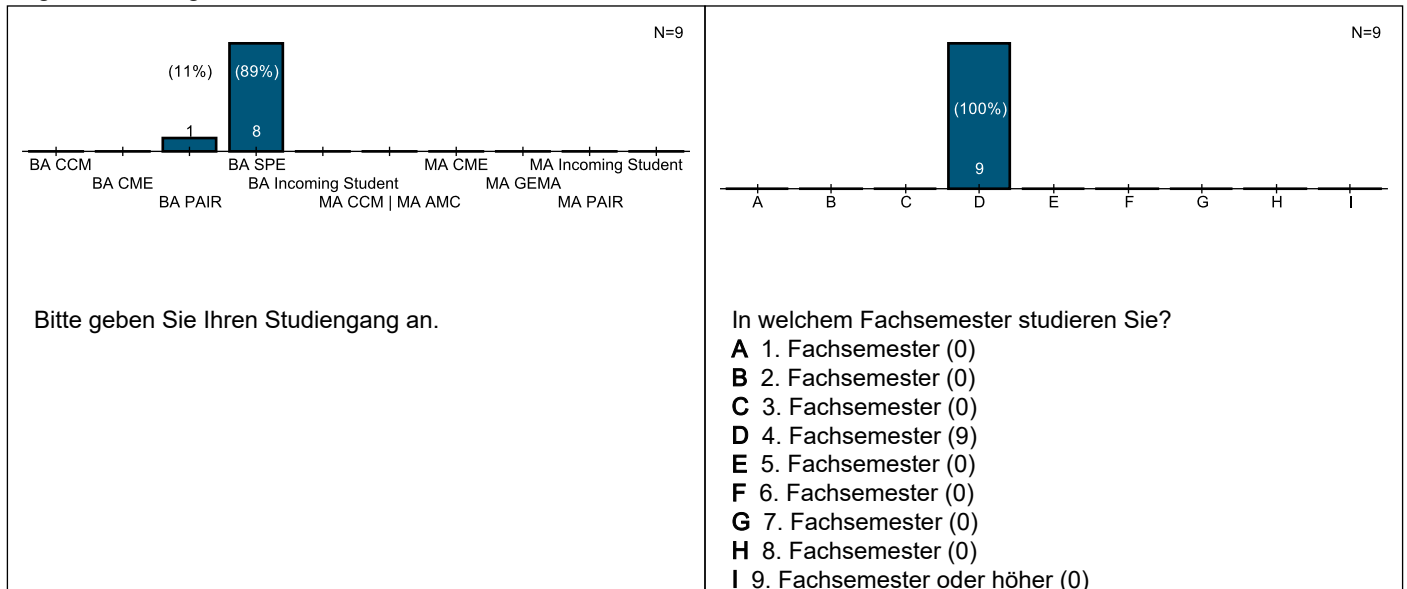 N=9
(11%) (89%)
1 8
BA CCM BA SPE MA CME MA Incoming Student
BA CME BA Incoming Student MA GEMA
BA PAIR MA CCM | MA AMC MA PAIR
Bitte geben Sie Ihren Studiengang an.
N=9
(100%)
9
A B C D E F G H I
In welchem Fachsemester studieren Sie?
A 1. Fachsemester (0)
B 2. Fachsemester (0)
C 3. Fachsemester (0)
D 4. Fachsemester (9)
E 5. Fachsemester (0)
F 6. Fachsemester (0)
G 7. Fachsemester (0)
H 8. Fachsemester (0)
I 9. Fachsemester oder höher (0)